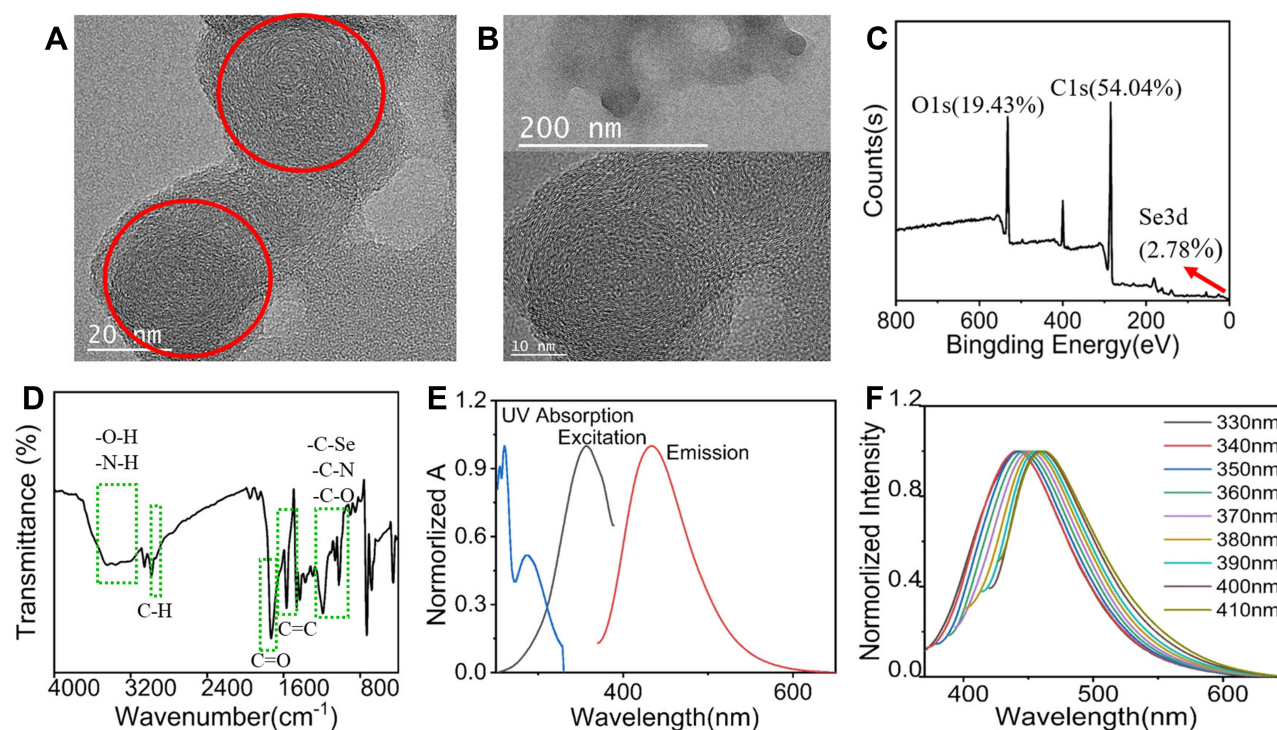 A
20 nm
B
200 nm
10 nm
C
Counts(s)
O1s(19.43%)
C1s(54.04%)
Se3d
(2.78%)
800
600
400
200
0
Bingding Energy(eV)
D
Transmittance (%)
-O-H
-N-H
-C-Se
-C-N
-C-O
C-H
C=C
C=O
4000
3200
2400
1600
800
Wavenumber(cm-1)
E
Normorlized A
1.2
0.9
0.6
0.3
0.0
UV Absorption
Excitation
Emission
400
600
Wavelength(nm)
F
Normorlized Intensity
1.2
0.8
0.4
0.0
330nm
340nm
350nm
360nm
370nm
380nm
390nm
400nm
410nm
400
500
600
Wavelength(nm)